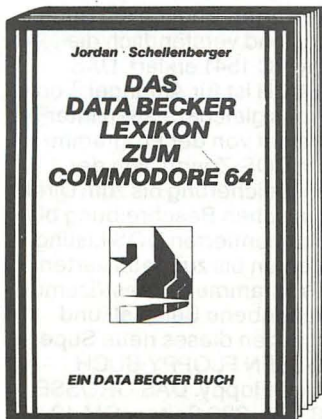 Jordan · Schellenberger
DAS
DATA BECKER
LEXIKON
ZUM
COMMODORE 64
EIN DATA BECKER BUCH